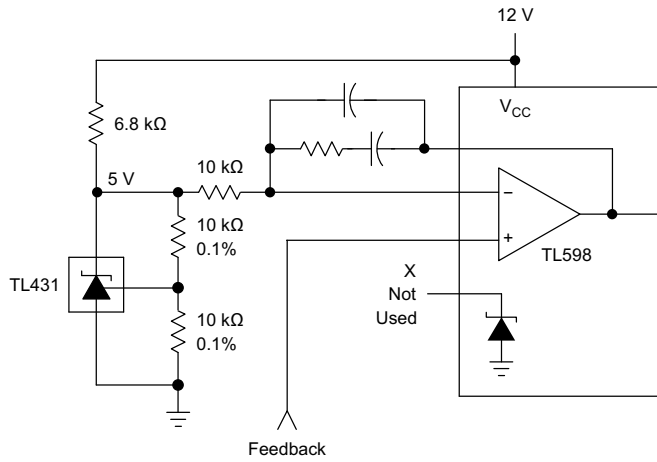 12 V
V_CC
6.8 kΩ
5 V
10 kΩ
10 kΩ
0.1%
TL431
10 kΩ
0.1%
−
+
TL598
X
Not
Used
Feedback